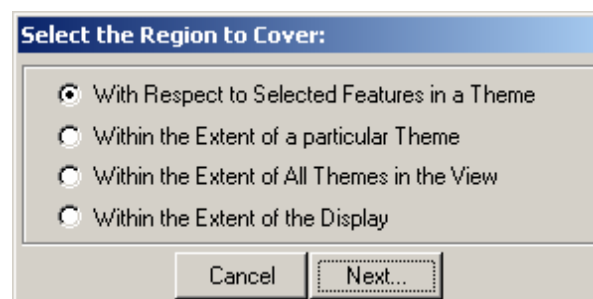 Select the Region to Cover:
With Respect to Selected Features in a Theme
Within the Extent of a particular Theme
Within the Extent of All Themes in the View
Within the Extent of the Display
Cancel Next...